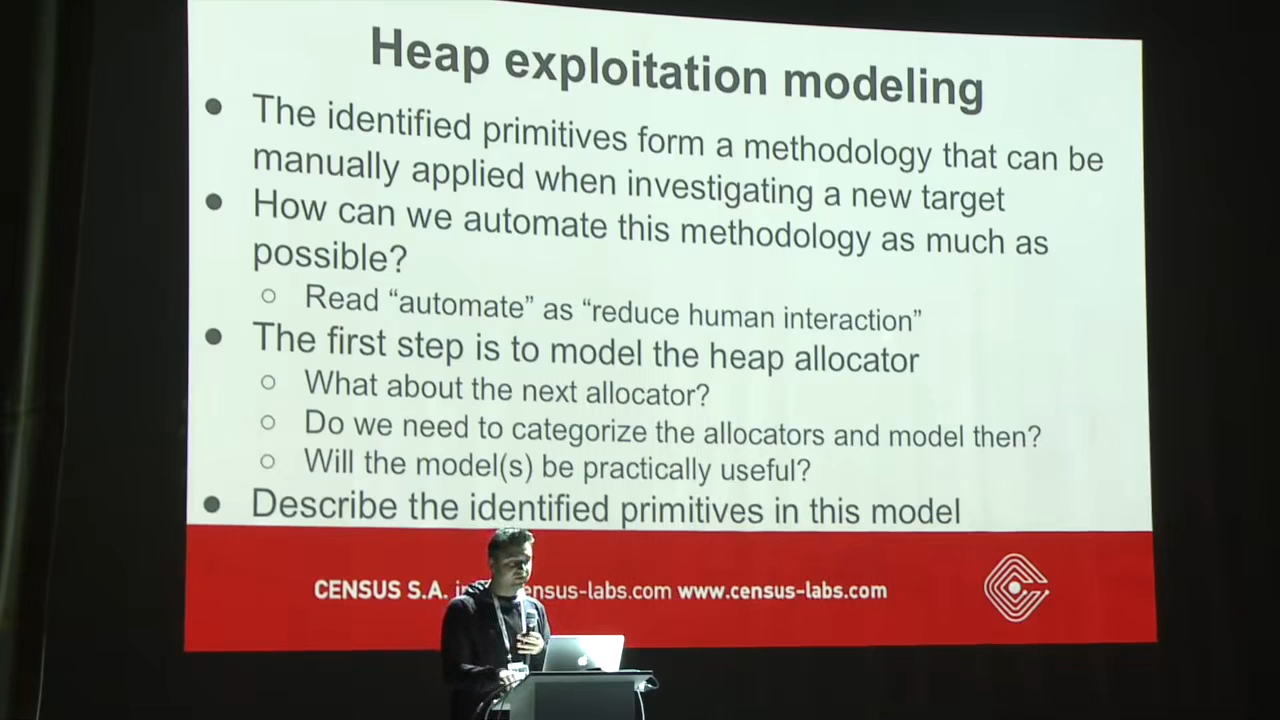 Heap exploitation modeling
● The identified primitives form a methodology that can be
manually applied when investigating a new target
● How can we automate this methodology as much as
possible?
○ Read “automate” as “reduce human interaction”
● The first step is to model the heap allocator
○ What about the next allocator?
○ Do we need to categorize the allocators and model then?
○ Will the model(s) be practically useful?
● Describe the identified primitives in this model
CENSUS S.A. ensus-labs.com www.census-labs.com